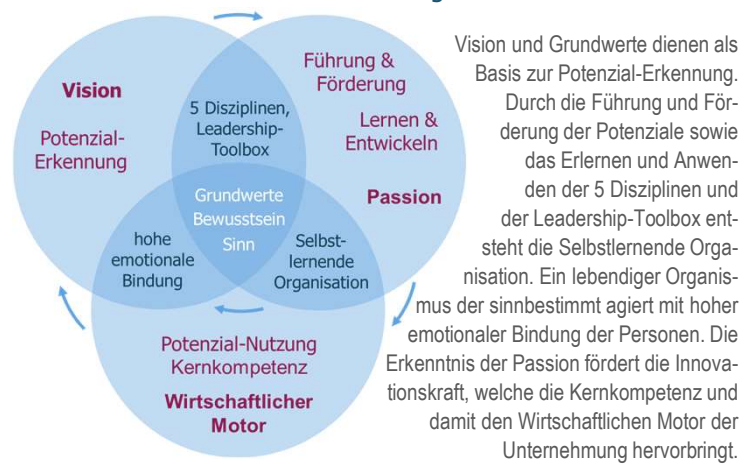 Vision
Potenzial-
Erkennung
5 Disziplinen,
Leadership-
Toolbox
Führung &
Förderung
Lernen &
Entwickeln
Passion
Grundwerte
Bewusstsein
Sinn
hohe
emotionale
Bindung
Selbst-
lernende
Organisation
Potenzial-Nutzung
Kernkompetenz
Wirtschaftlicher
Motor
Vision und Grundwerte dienen als
Basis zur Potenzial-Erkennung.
Durch die Führung und För-
derung der Potenziale sowie
das Erlernen und Anwen-
den der 5 Disziplinen und
der Leadership-Toolbox ent-
steht die Selbstlernende Orga-
nisation. Ein lebendiger Organis-
mus der sinnbestimmt agiert mit hoher
emotionaler Bindung der Personen. Die
Erkenntnis der Passion fördert die Innova-
tionskraft, welche die Kernkompetenz und
damit den Wirtschaftlichen Motor der
Unternehmung hervorbringt.